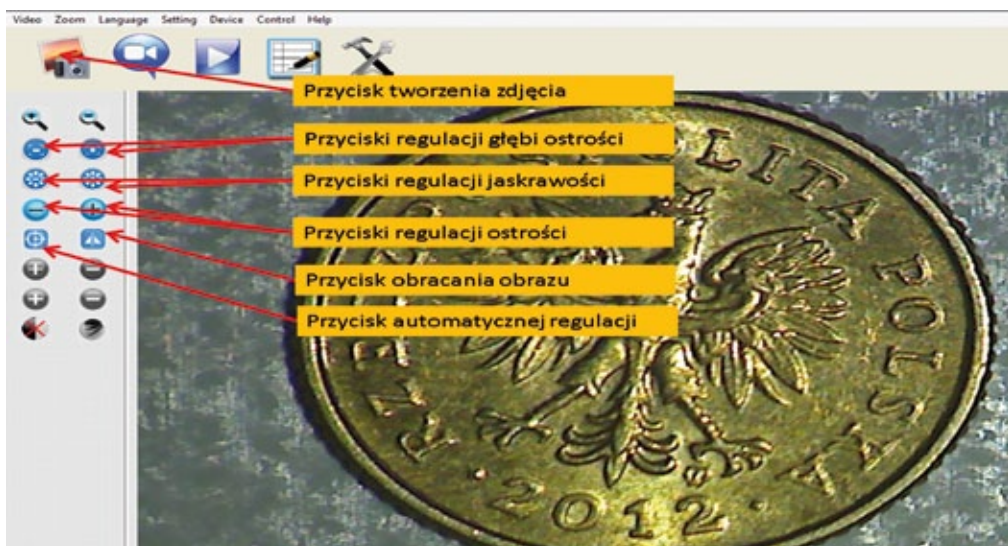 Video Zoom Language Setting Device Control Help
Przycisk tworzenia zdjęcia
Przyciski regulacji głębi ostrości
Przyciski regulacji jaskrawości
Przyciski regulacji ostrości
Przycisk obracania obrazu
Przycisk automatycznej regulacji
LITA POLSKA
2012